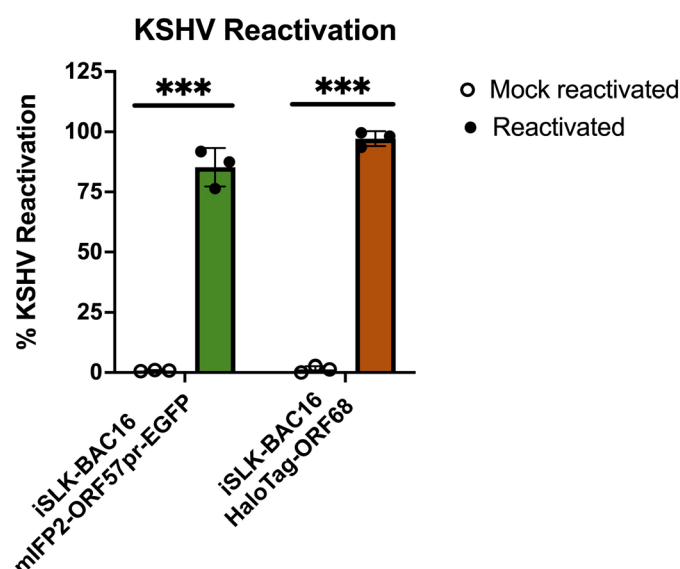 KSHV Reactivation
% KSHV Reactivation
125
100
75
50
25
0
***
***
Mock reactivated
Reactivated
iSLK-BAC16
mIFP2-ORF57pr-EGFP
iSLK-BAC16
HaloTag-ORF68